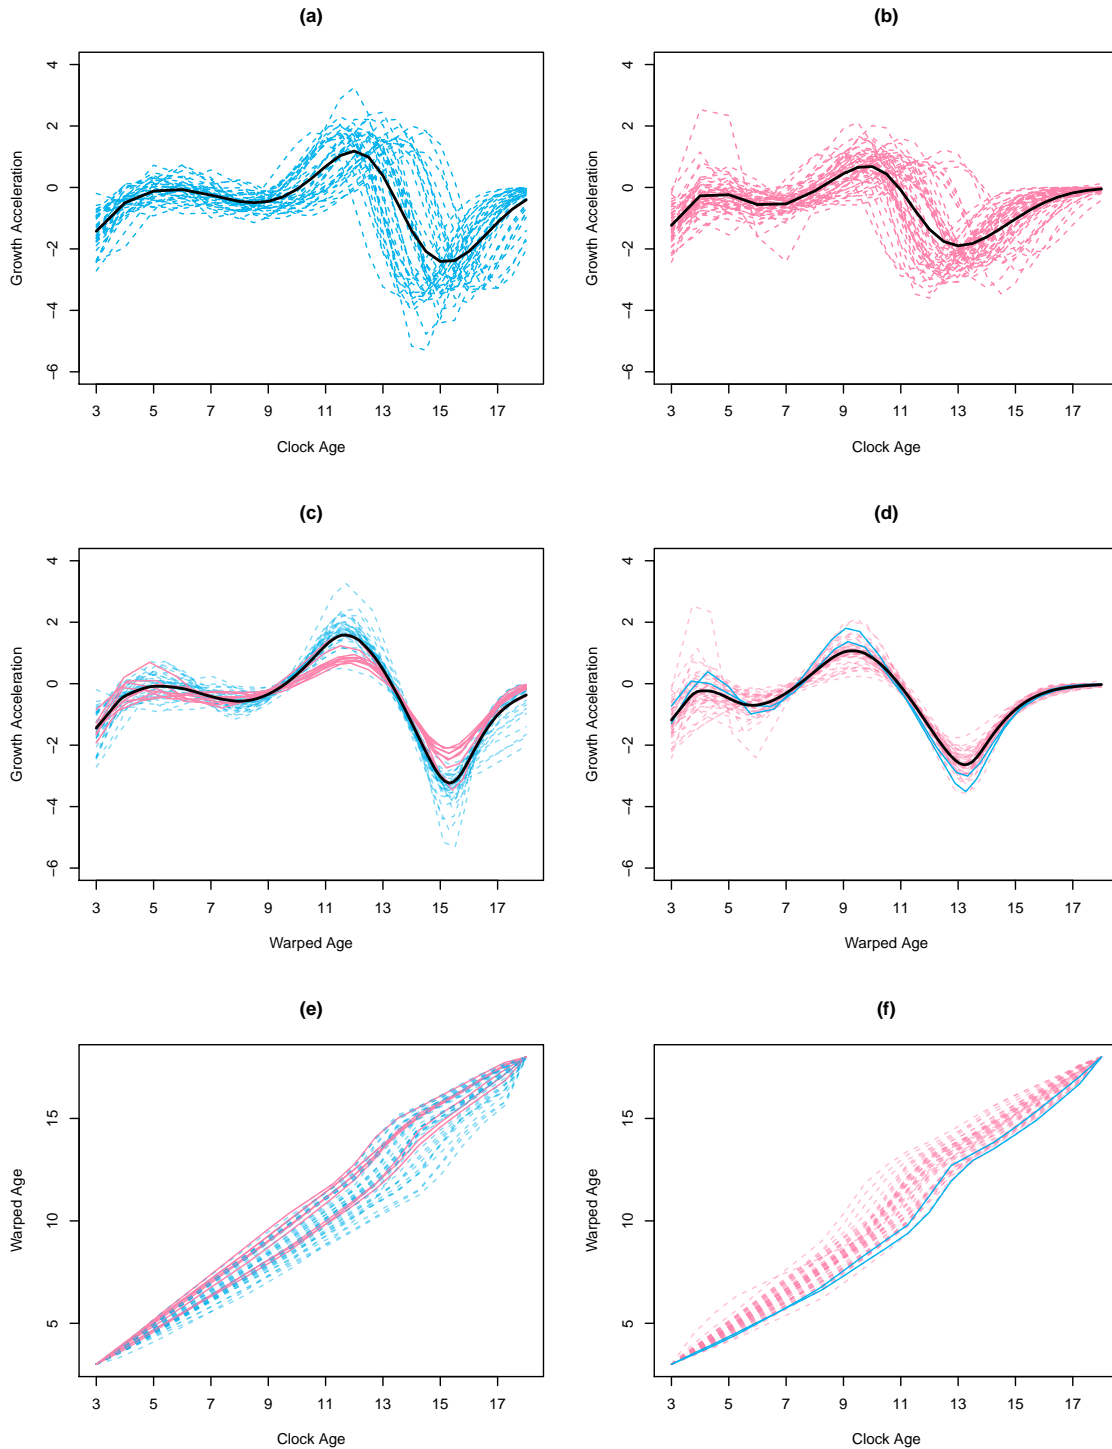 (a)
(b)
4
2
0
−2
−4
−6
Growth Acceleration
3 5 7 9 11 13 15 17
Clock Age
4
2
0
−2
−4
−6
Growth Acceleration
3 5 7 9 11 13 15 17
Clock Age
(c)
(d)
4
2
0
−2
−4
−6
Growth Acceleration
3 5 7 9 11 13 15 17
Warped Age
4
2
0
−2
−4
−6
Growth Acceleration
3 5 7 9 11 13 15 17
Warped Age
(e)
(f)
15
10
5
Warped Age
3 5 7 9 11 13 15 17
Clock Age
15
10
5
Warped Age
3 5 7 9 11 13 15 17
Clock Age